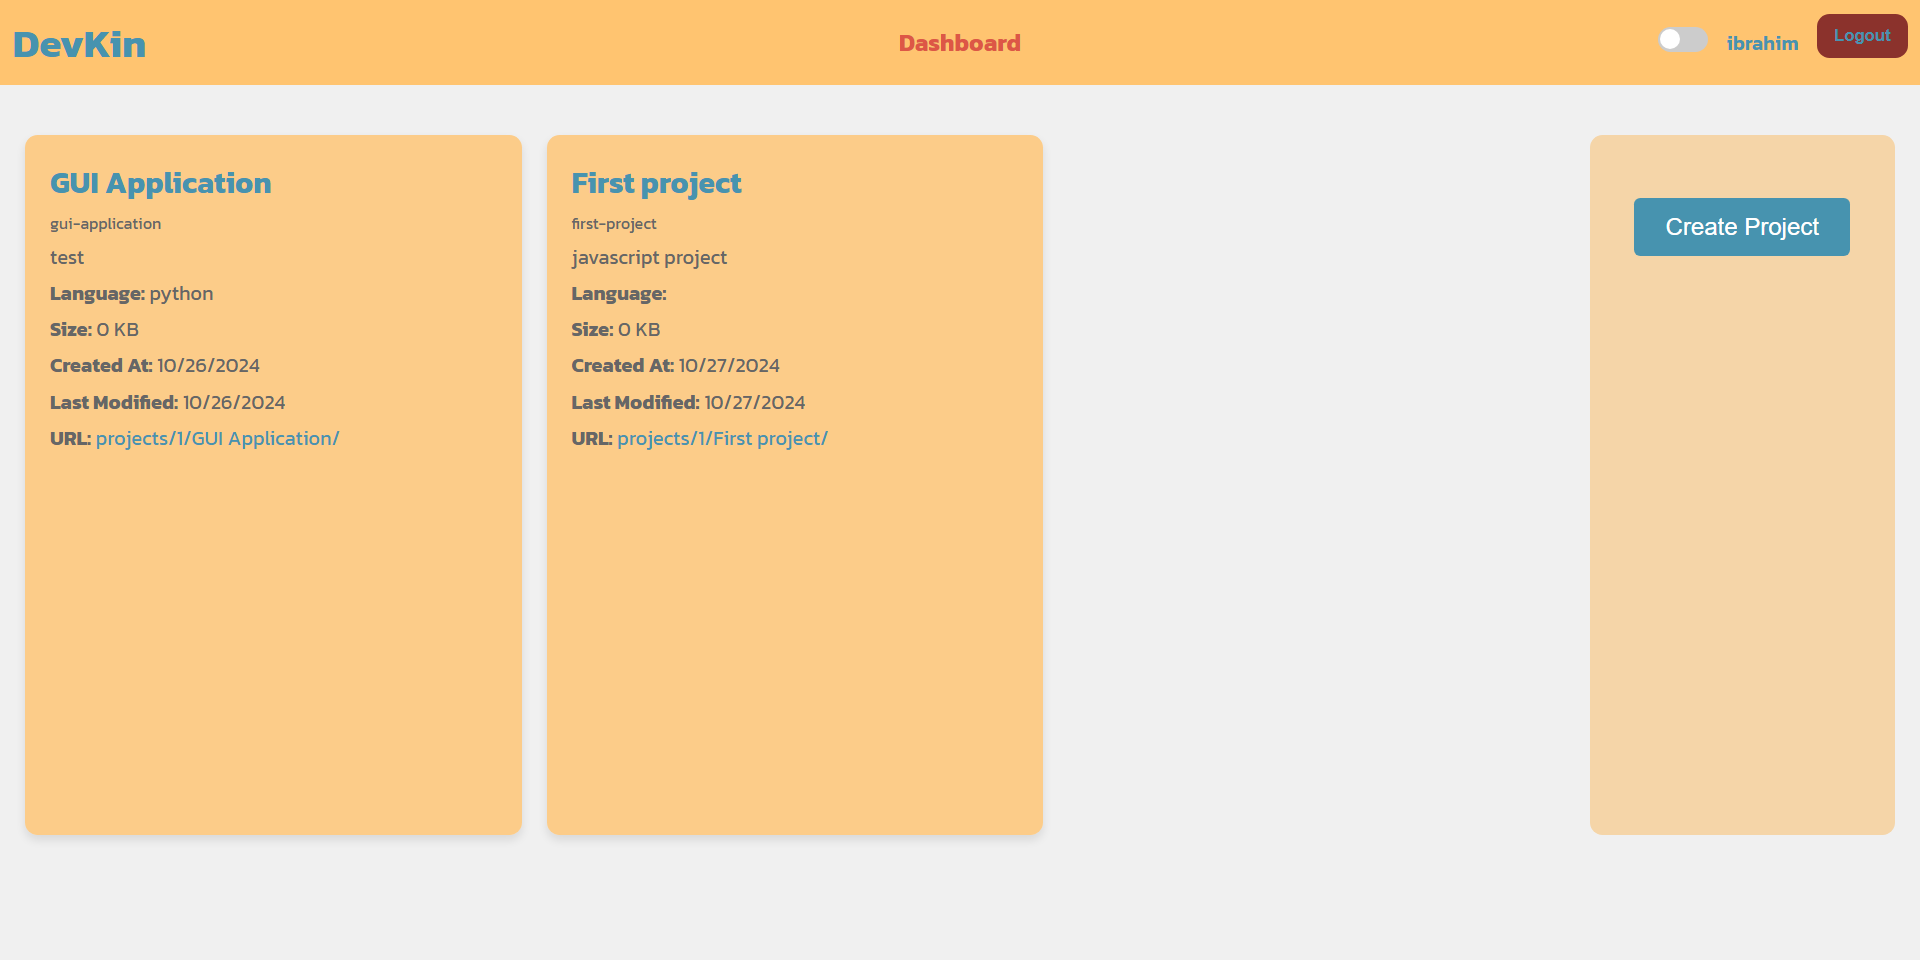 DevKin
Dashboard
ibrahim
Logout
GUI Application
gui-application
test
Language: python
Size: 0 KB
Created At: 10/26/2024
Last Modified: 10/26/2024
URL: projects/1/GUI Application/
First project
first-project
javascript project
Language:
Size: 0 KB
Created At: 10/27/2024
Last Modified: 10/27/2024
URL: projects/1/First project/
Create Project